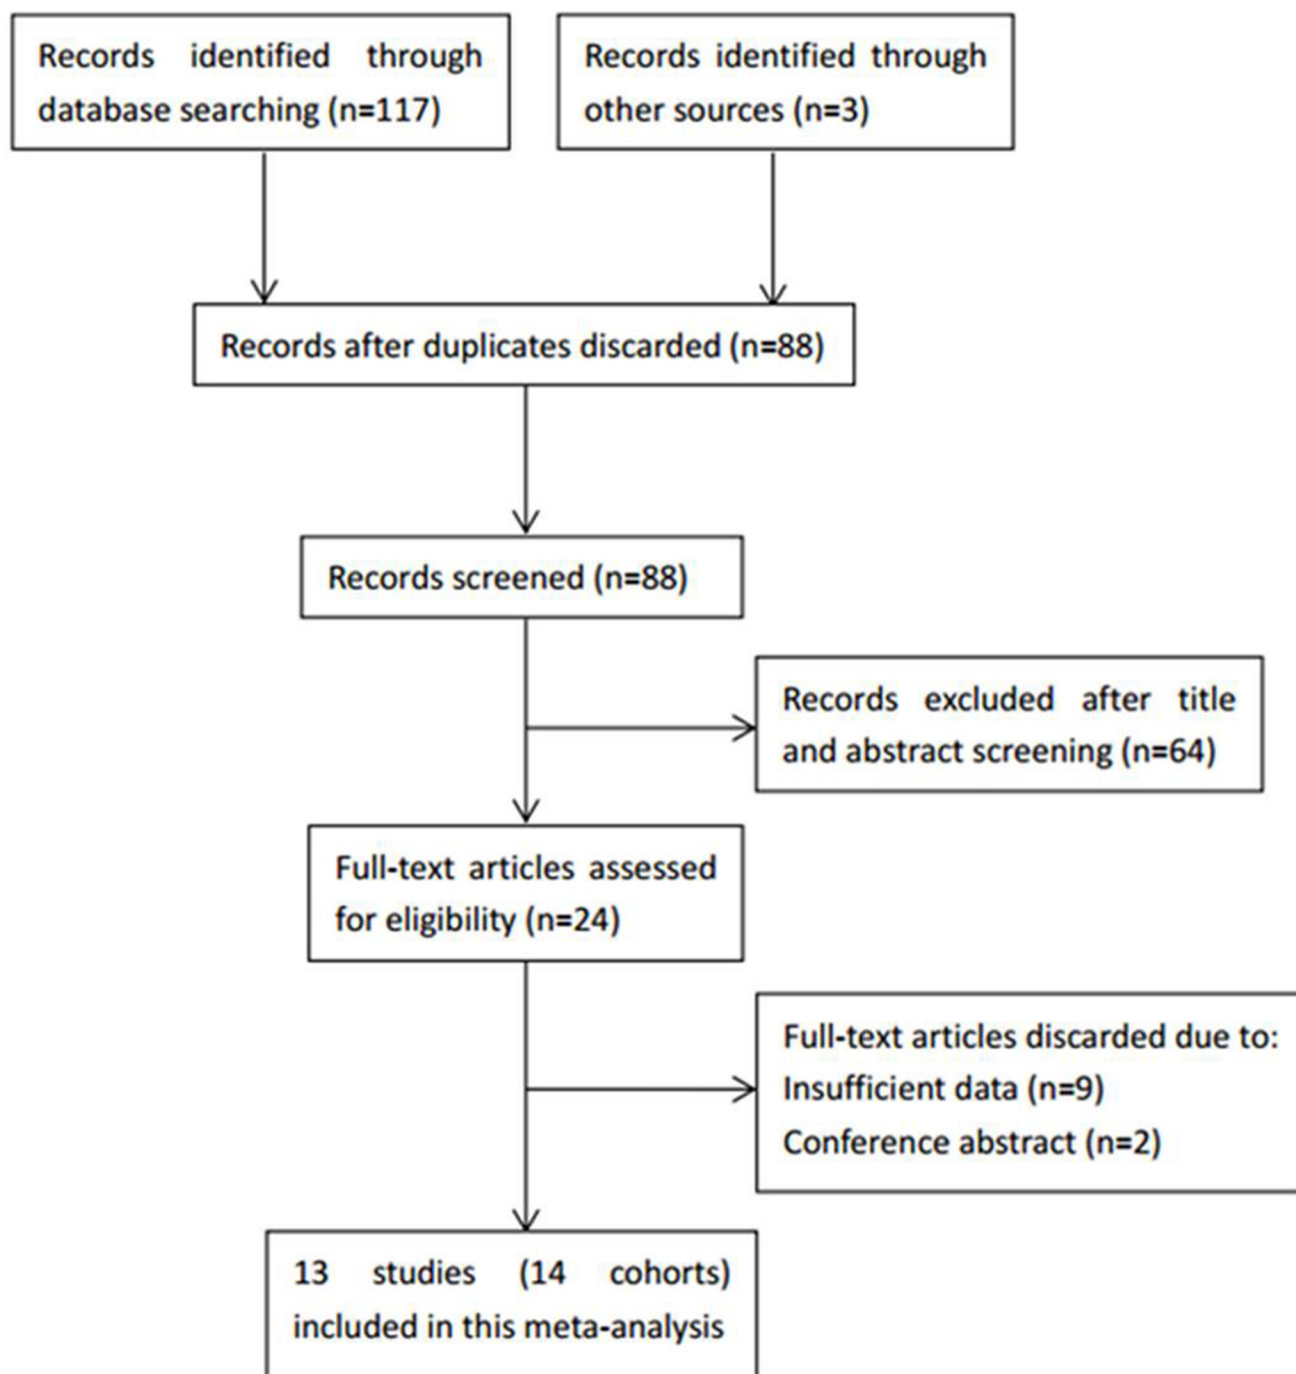 Records identified through
database searching (n=117)
Records identified through
other sources (n=3)
Records after duplicates discarded (n=88)
Records screened (n=88)
Records excluded after title
and abstract screening (n=64)
Full-text articles assessed
for eligibility (n=24)
Full-text articles discarded due to:
Insufficient data (n=9)
Conference abstract (n=2)
13 studies (14 cohorts)
included in this meta-analysis